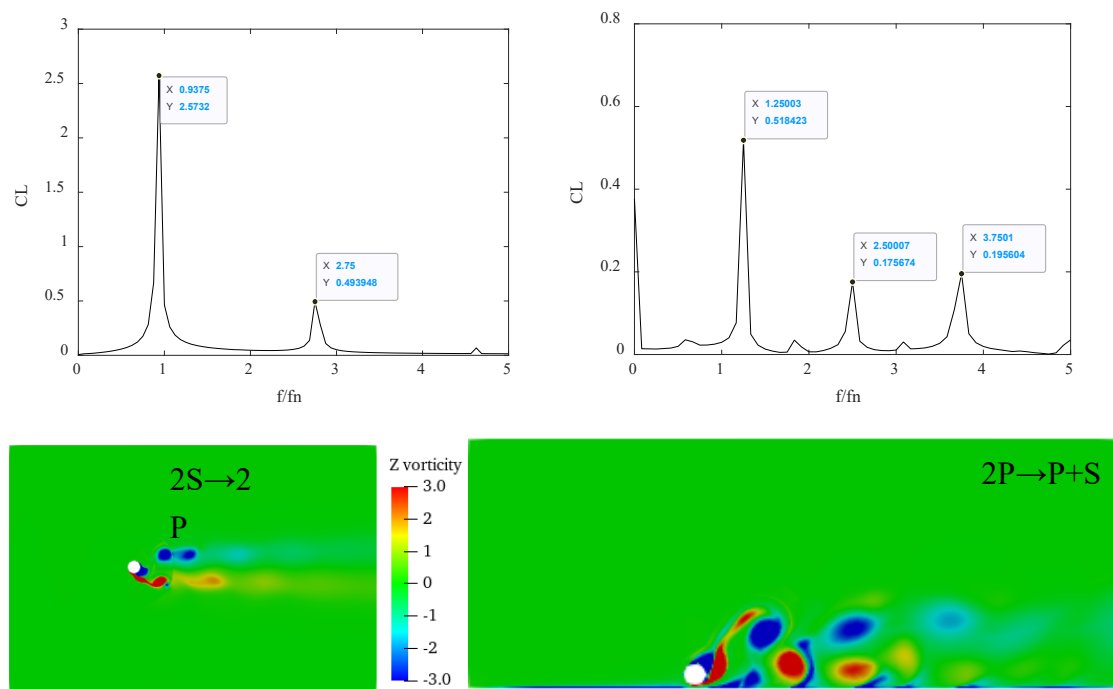 3
2.5
2
1.5
1
0.5
0
CL
X 0.9375
Y 2.5732
X 2.75
Y 0.493948
0 1 2 3 4 5
f/fn
0.8
0.6
0.4
0.2
0
CL
X 1.25003
Y 0.518423
X 2.50007
Y 0.175674
X 3.7501
Y 0.195604
0 1 2 3 4 5
f/fn
2S→2
P
Z vorticity
3.0
2
1
0
-1
-2
-3.0
2P→P+S